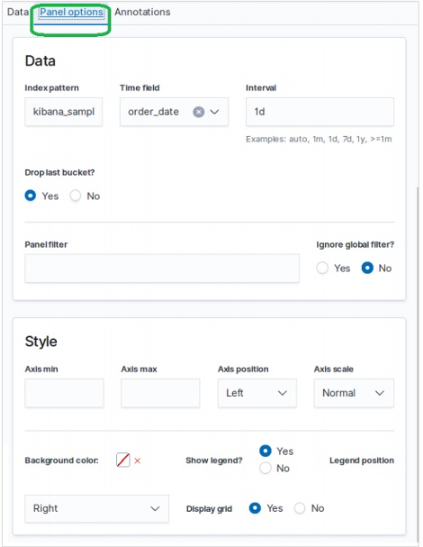 Data Panel options Annotations
Data
Index pattern Time field Interval
kibana_sampl order_date 1d
Examples: auto, 1m, 1d, 7d, 1y, >=1m
Drop last bucket?
Yes No
Panel filter Ignore global filter?
Yes No
Style
Axis min Axis max Axis position Axis scale
Left Normal
Background color: Show legend? Yes No Legend position
Right Display grid Yes No